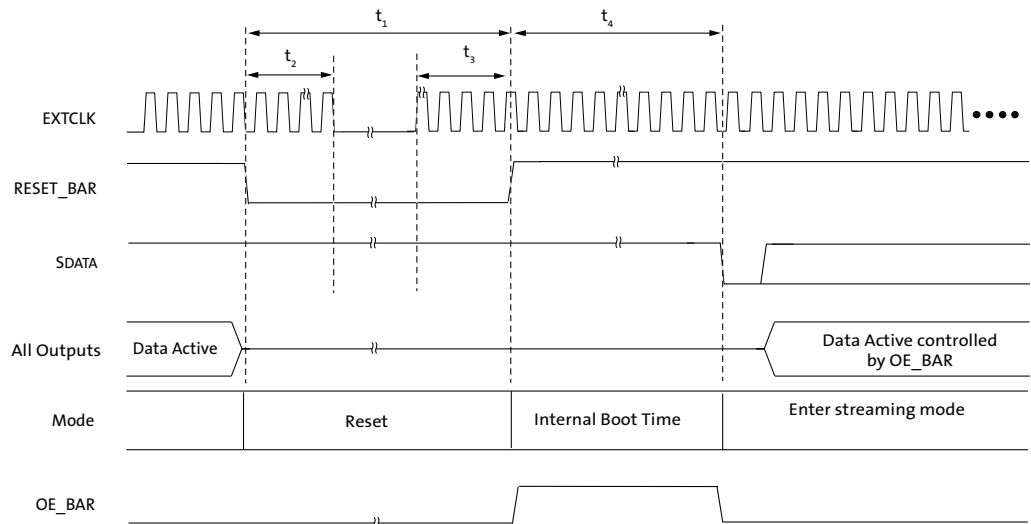 t₁
t₄
t₂
t₃
EXTCLK
RESET_BAR
SDATA
All Outputs
Data Active
Data Active controlled
by OE_BAR
Mode
Reset
Internal Boot Time
Enter streaming mode
OE_BAR